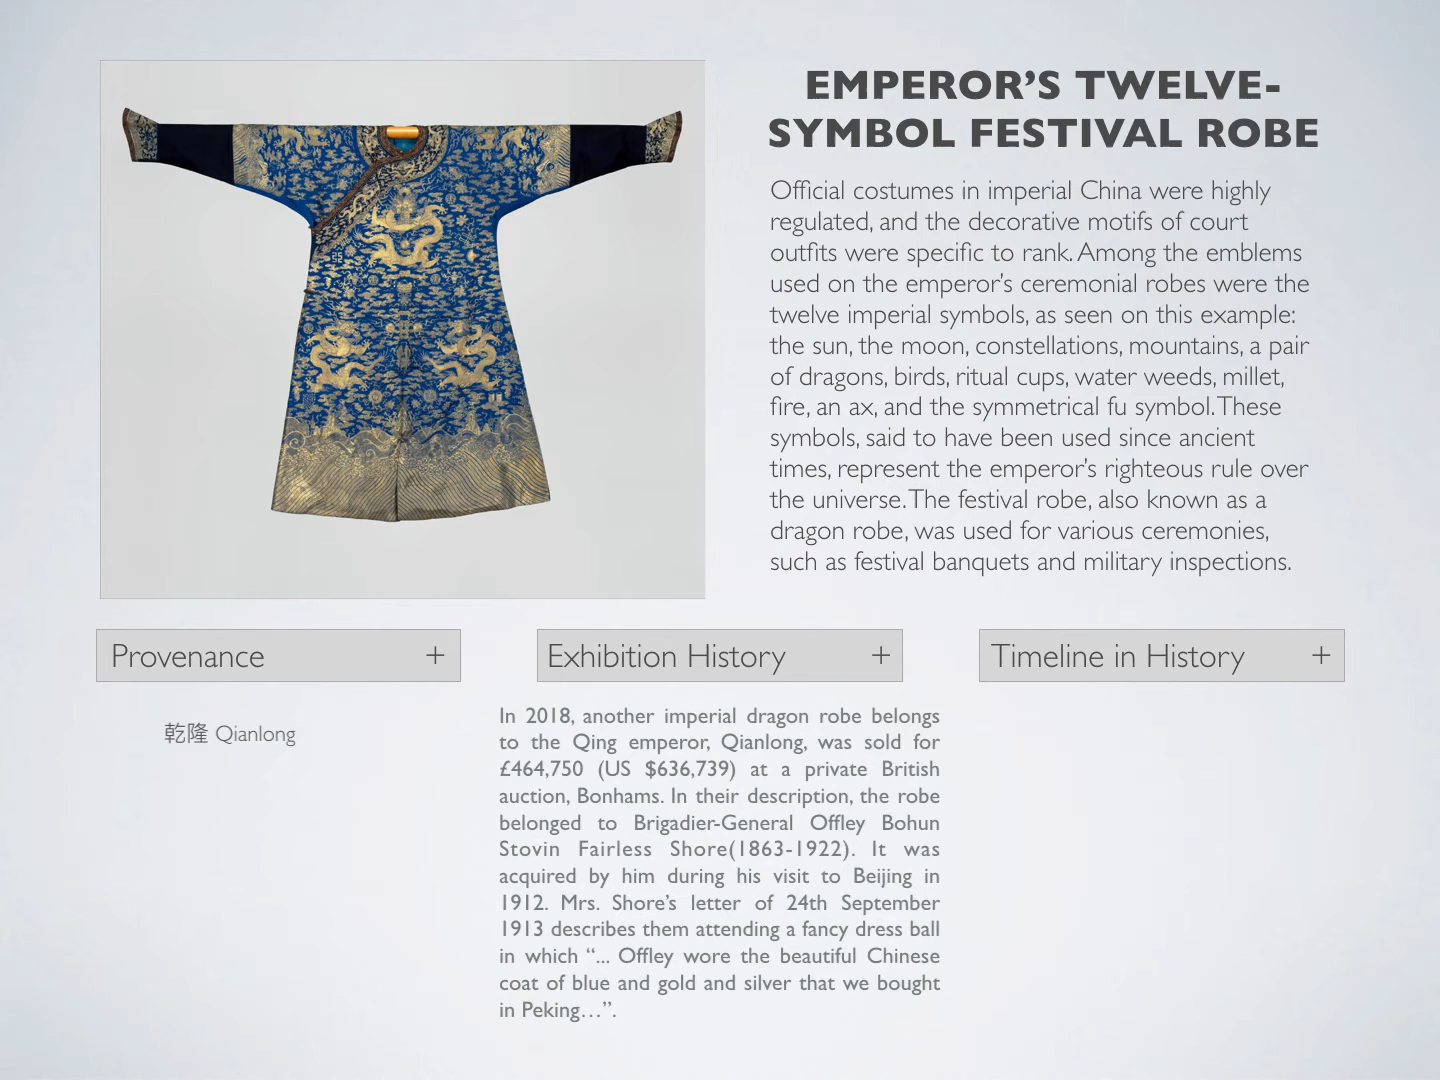 EMPEROR’S TWELVE-
SYMBOL FESTIVAL ROBE
Official costumes in imperial China were highly
regulated, and the decorative motifs of court
outfits were specific to rank. Among the emblems
used on the emperor’s ceremonial robes were the
twelve imperial symbols, as seen on this example:
the sun, the moon, constellations, mountains, a pair
of dragons, birds, ritual cups, water weeds, millet,
fire, an ax, and the symmetrical fu symbol. These
symbols, said to have been used since ancient
times, represent the emperor’s righteous rule over
the universe. The festival robe, also known as a
dragon robe, was used for various ceremonies,
such as festival banquets and military inspections.
Provenance +
Exhibition History +
Timeline in History +
乾隆 Qianlong
In 2018, another imperial dragon robe belongs
to the Qing emperor, Qianlong, was sold for
£464,750 (US $636,739) at a private British
auction, Bonhams. In their description, the robe
belonged to Brigadier-General Offley Bohun
Stovin Fairless Shore(1863-1922). It was
acquired by him during his visit to Beijing in
1912. Mrs. Shore’s letter of 24th September
1913 describes them attending a fancy dress ball
in which “... Offley wore the beautiful Chinese
coat of blue and gold and silver that we bought
in Peking…”.